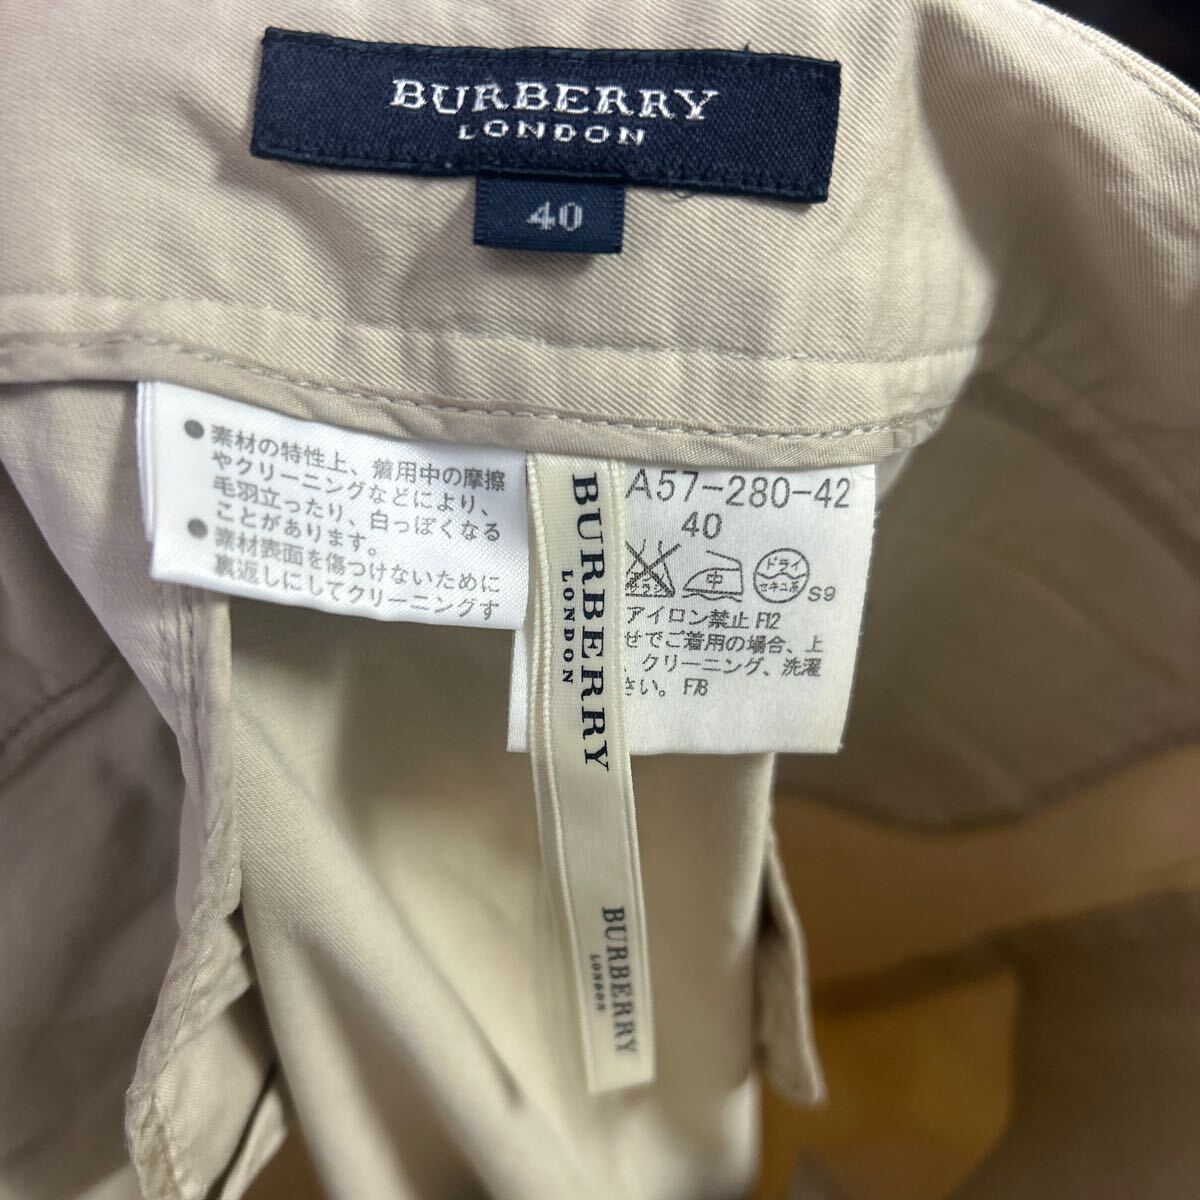 BURBERRY
LONDON
40
●素材の特性上、着用中の摩擦
やクリーニングなどにより、
毛羽立ったり、白っぽくなる
ことがあります。
●素材表面を傷つけないために
裏返しにしてクリーニングす
BURBERRY
LONDON
BURBERRY
LONDON
A57-280-42
40
中
ドライ
セキユ系
S9
アイロン禁止 F12
せでご着用の場合、上
、クリーニング、洗濯
さい。 F78